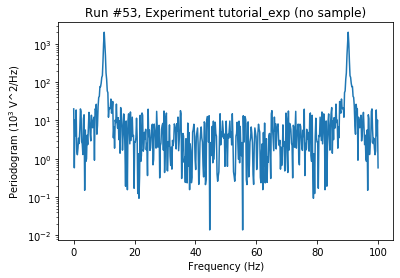 Run #53, Experiment tutorial_exp (no sample)
10³
10²
10¹
10⁰
10⁻¹
10⁻²
Periodogram (10³ V^2/Hz)
0 20 40 60 80 100
Frequency (Hz)